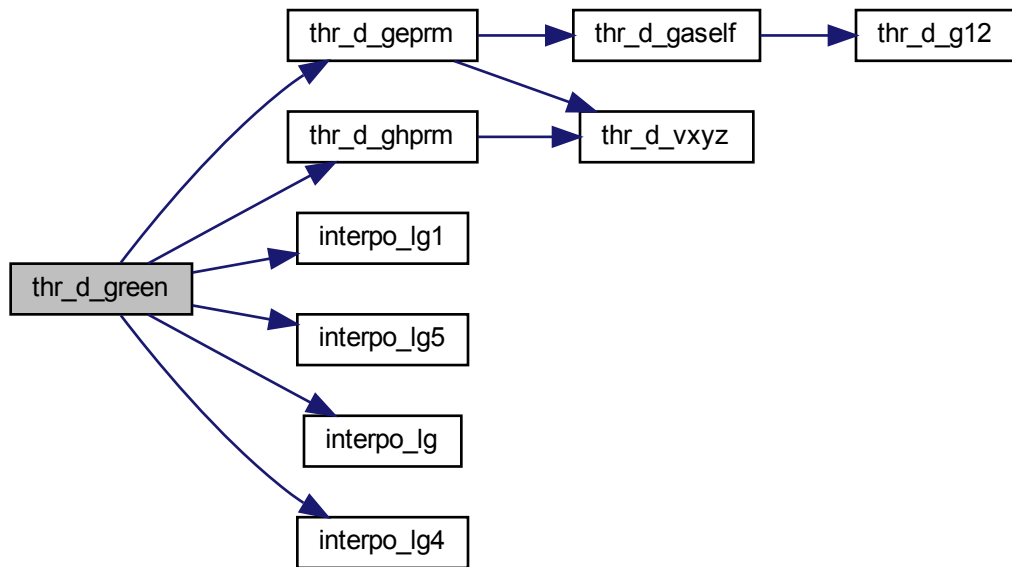 thr_d_geprm
thr_d_gaself
thr_d_g12
thr_d_ghprm
thr_d_vxyz
interpo_lg1
thr_d_green
interpo_lg5
interpo_lg
interpo_lg4